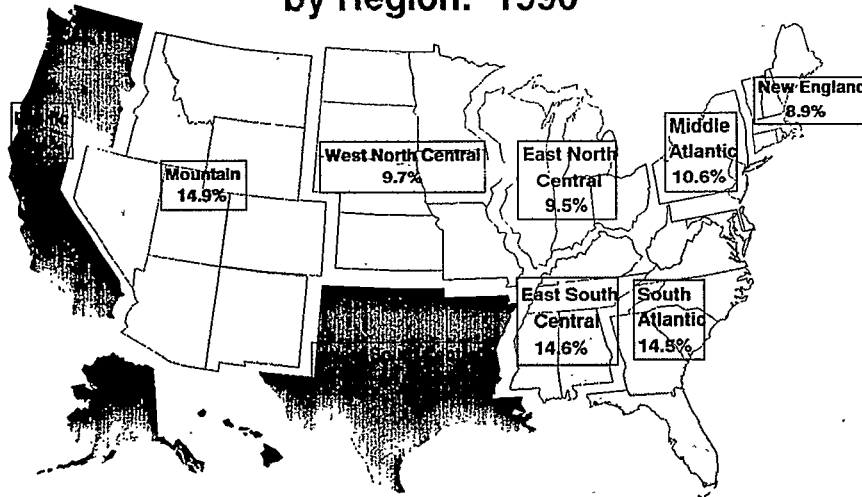 by Region: 1990
New England
8.9%
Middle
Atlantic
10.6%
West North Central
9.7%
East North
Central
9.5%
Mountain
14.9%
East South
Central
14.6%
South
Atlantic
14.5%